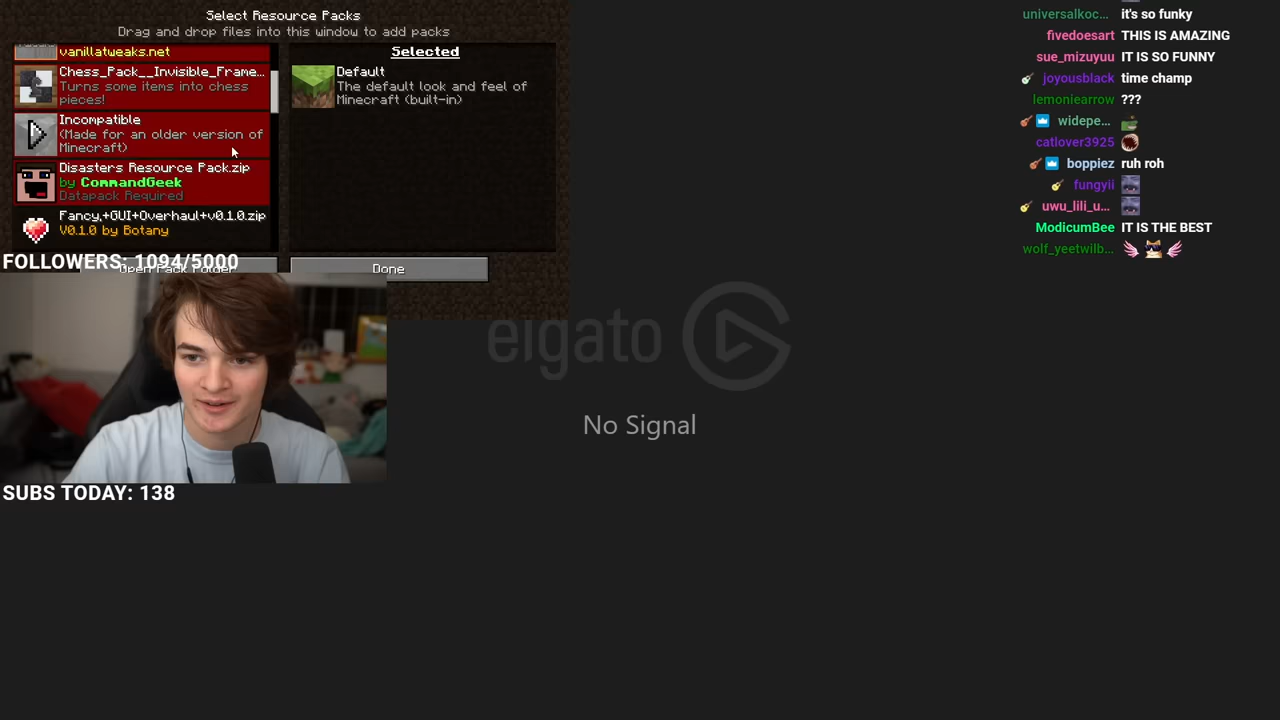 Select Resource Packs
Drag and drop files into this window to add packs
vanillatweaks.net
Chess_Pack__Invisible_Frame...
Turns some items into chess
pieces!
Incompatible
(Made for an older version of
Minecraft)
Disasters Resource Pack.zip
by CommandGeek
Datapack Required
Fancy,+GUI+Overhaul+v0.1.0.zip
V0.1.0 by Botany
Selected
Default
The default look and feel of
Minecraft (built-in)
Open Pack Folder
Done
FOLLOWERS: 1094/5000
SUBS TODAY: 138
elgato
No Signal
universalkoc... it's so funky
fivedoesart THIS IS AMAZING
sue_mizuyuu IT IS SO FUNNY
joyousblack time champ
lemoniearrow ???
widepe...
catlover3925
boppiez ruh roh
fungyii
uwu_lili_u...
ModicumBee IT IS THE BEST
wolf_yeetwilb...